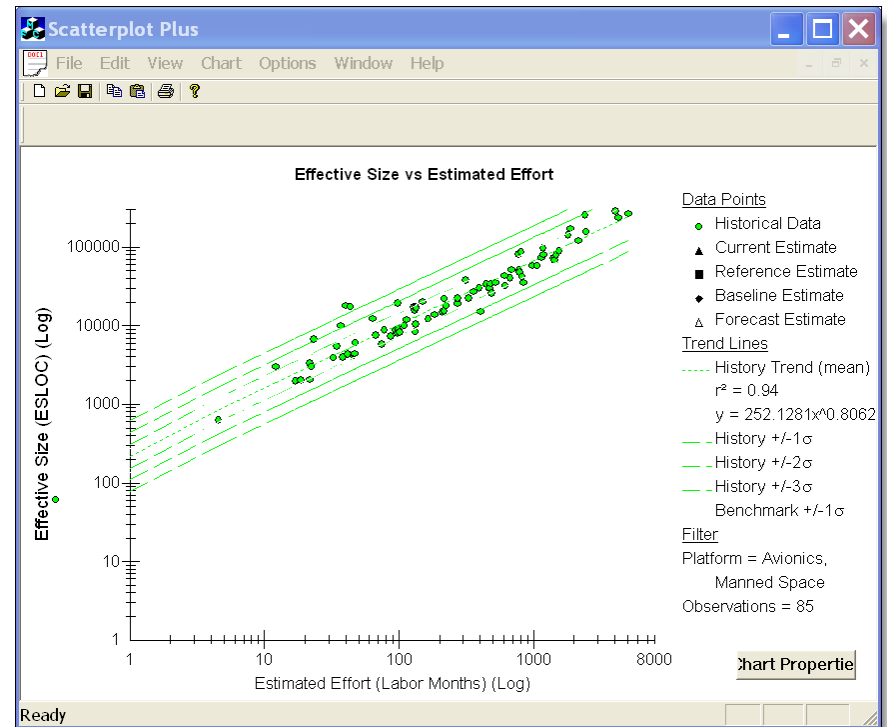 Scatterplot Plus
DOC1
File Edit View Chart Options Window Help
Effective Size vs Estimated Effort
Effective Size (ESLOC) (Log)
100000
10000
1000
100
10
1
1 10 100 1000 8000
Estimated Effort (Labor Months) (Log)
Data Points
Historical Data
Current Estimate
Reference Estimate
Baseline Estimate
Forecast Estimate
Trend Lines
History Trend (mean)
r² = 0.94
y = 252.1281x^0.8062
History +/-1σ
History +/-2σ
History +/-3σ
Benchmark +/-1σ
Filter
Platform = Avionics,
Manned Space
Observations = 85
Chart Propertie
Ready